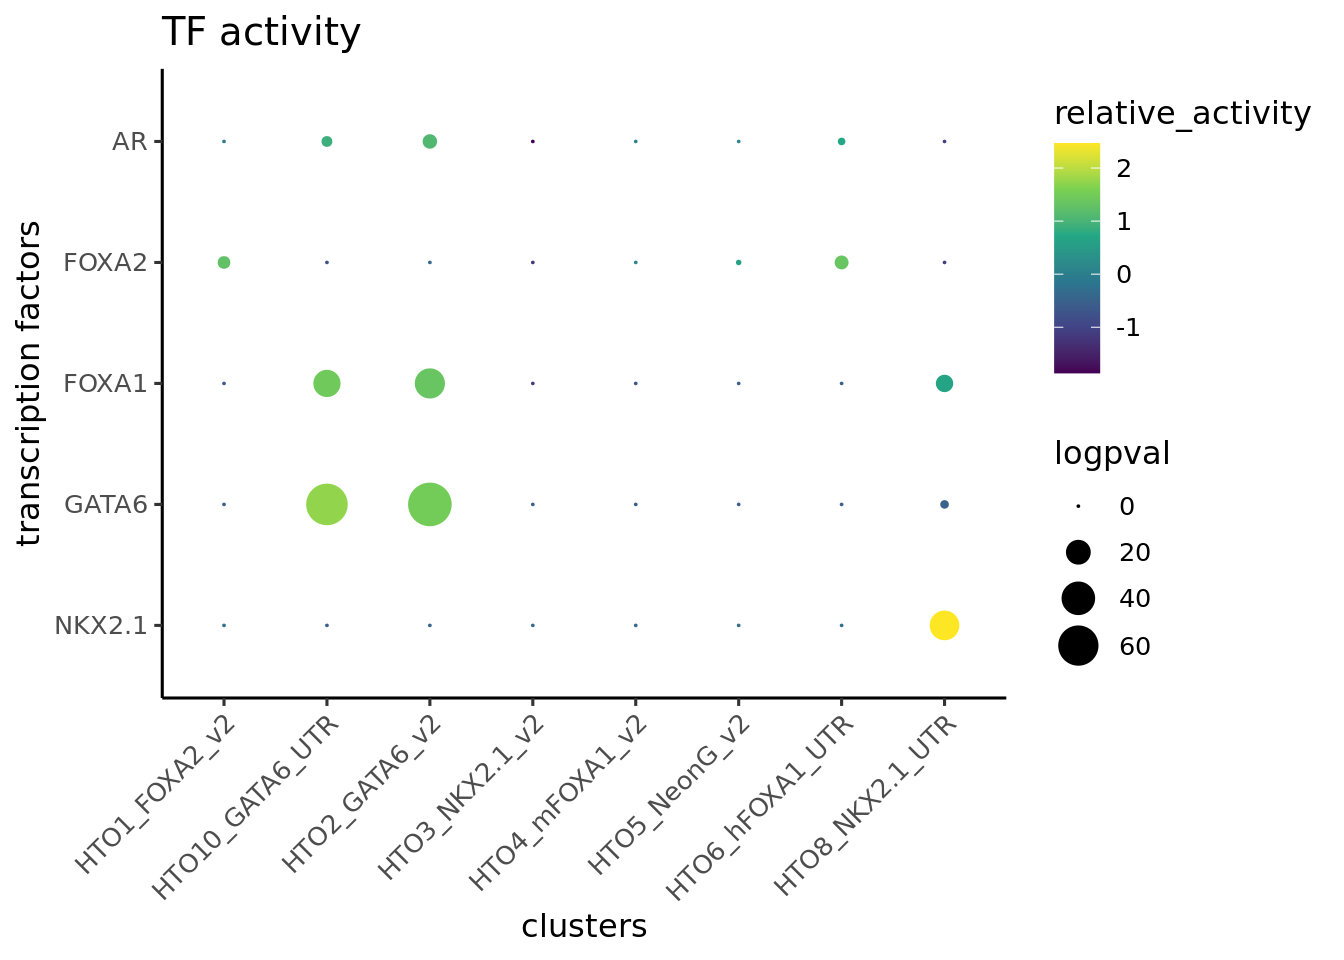 TF activity
transcription factors
AR
FOXA2
FOXA1
GATA6
NKX2.1
HTO1_FOXA2_v2
HTO10_GATA6_UTR
HTO2_GATA6_v2
HTO3_NKX2.1_v2
HTO4_mFOXA1_v2
HTO5_NeonG_v2
HTO6_hFOXA1_UTR
HTO8_NKX2.1_UTR
clusters
relative_activity
2
1
0
-1
logpval
0
20
40
60